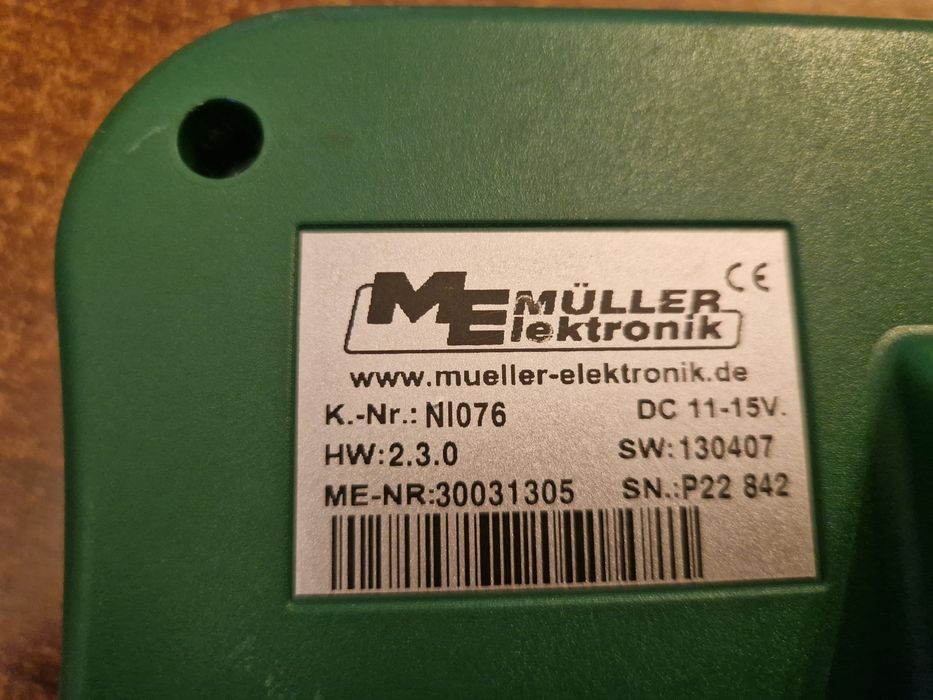 ME MÜLLER Elektronik CE
www.mueller-elektronik.de
K.-Nr.: NI076 DC 11-15V.
HW:2.3.0 SW:130407
ME-NR:30031305 SN.:P22 842